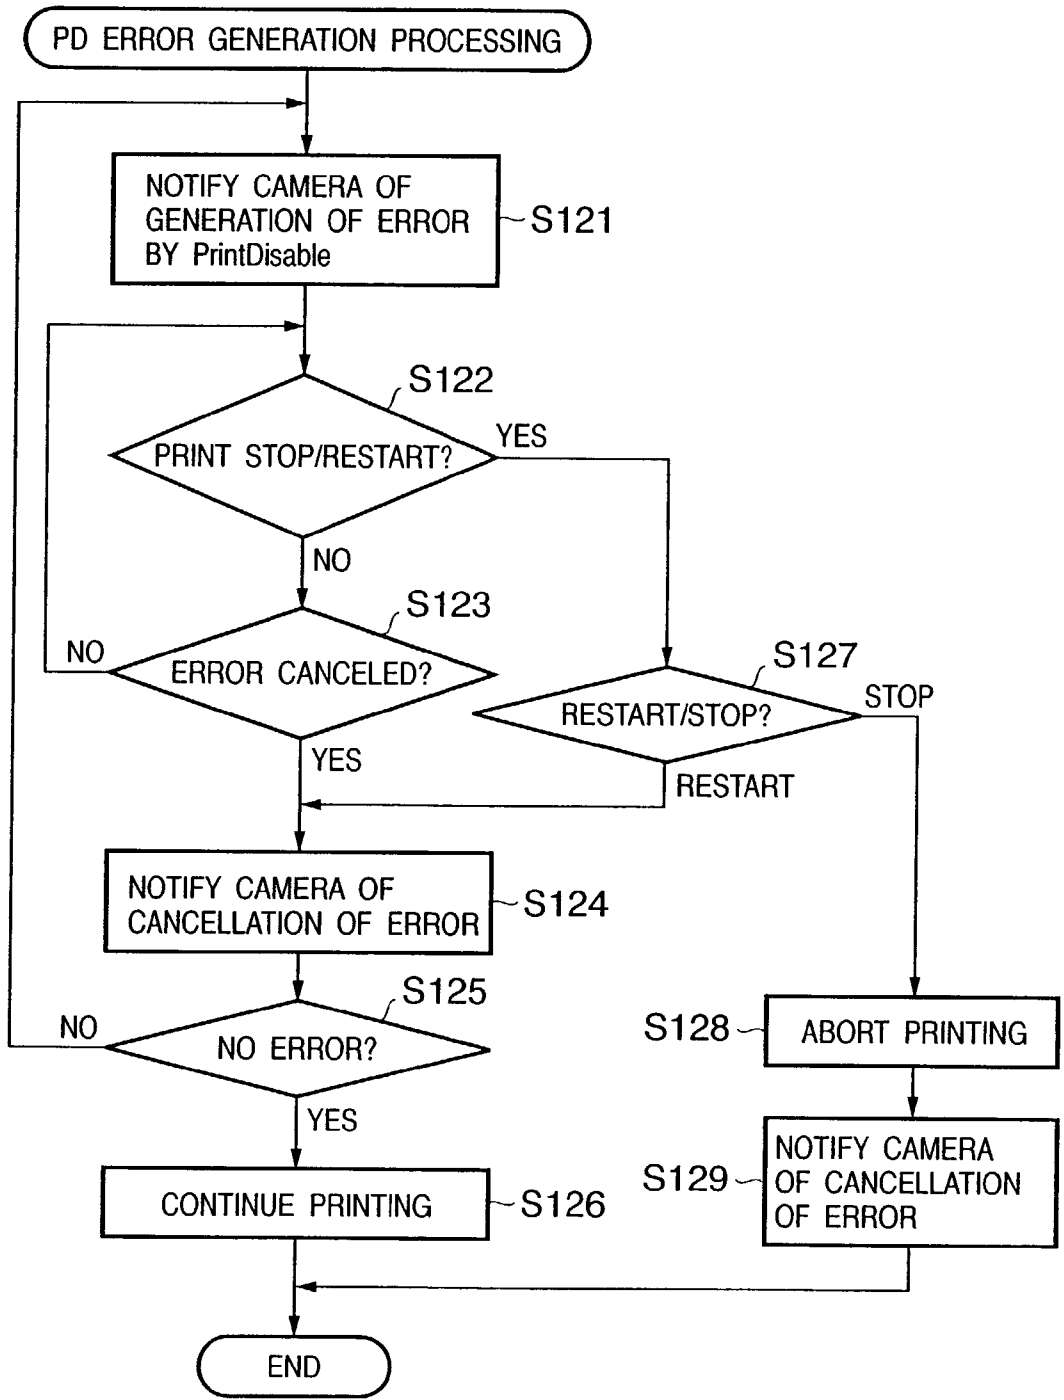 PD ERROR GENERATION PROCESSING
NOTIFY CAMERA OF
GENERATION OF ERROR
BY PrintDisable
S121
S122
PRINT STOP/RESTART?
YES
NO
S123
ERROR CANCELED?
NO
YES
S127
RESTART/STOP?
STOP
RESTART
NOTIFY CAMERA OF
CANCELLATION OF ERROR
S124
S125
NO ERROR?
NO
YES
S128
ABORT PRINTING
CONTINUE PRINTING
S126
S129
NOTIFY CAMERA
OF CANCELLATION
OF ERROR
END